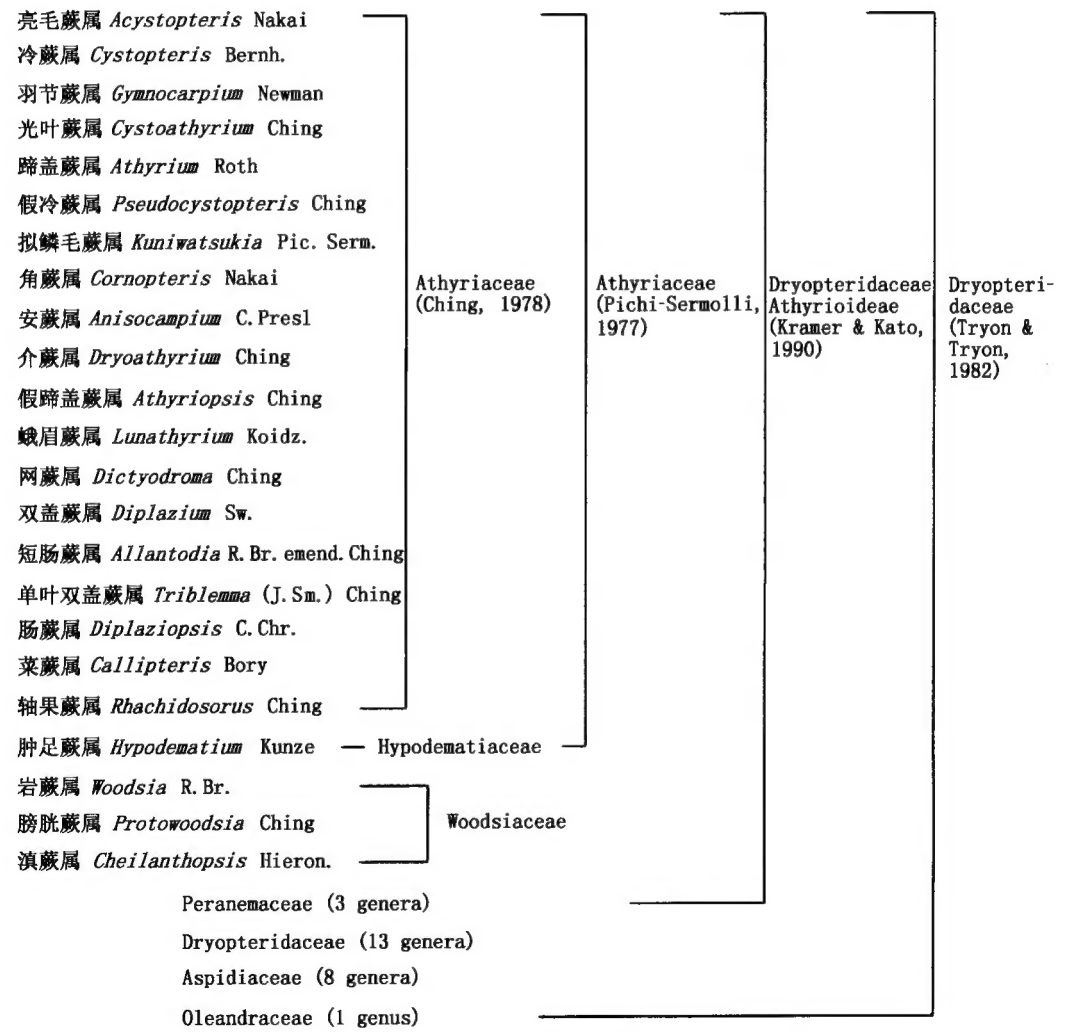 亮毛蕨属 Acystopteris Nakai
冷蕨属 Cystopteris Bernh.
羽节蕨属 Gymnocarpium Newman
光叶蕨属 Cystoathyrium Ching
蹄盖蕨属 Athyrium Roth
假冷蕨属 Pseudocystopteris Ching
拟鳞毛蕨属 Kuniwatsukia Pic. Serm.
角蕨属 Cornopteris Nakai
安蕨属 Anisocampium C.Presl
介蕨属 Dryoathyrium Ching
假蹄盖蕨属 Athyriopsis Ching
蛾眉蕨属 Lunathyrium Koidz.
网蕨属 Dictyodroma Ching
双盖蕨属 Diplazium Sw.
短肠蕨属 Allantodia R.Br. emend.Ching
单叶双盖蕨属 Triblemma (J.Sm.) Ching
肠蕨属 Diplaziopsis C.Chr.
菜蕨属 Callipteris Bory
轴果蕨属 Rhachidosorus Ching
肿足蕨属 Hypodematium Kunze — Hypodematiaceae
岩蕨属 Woodsia R.Br.
膀胱蕨属 Protowoodsia Ching
滇蕨属 Cheilanthopsis Hieron.
Woodsiaceae
Peranemaceae (3 genera)
Dryopteridaceae (13 genera)
Aspidiaceae (8 genera)
Oleandraceae (1 genus)
Athyriaceae
(Ching, 1978)
Athyriaceae
(Pichi-Sermolli,
1977)
Dryopteridaceae
Athyrioideae
(Kramer & Kato,
1990)
Dryopteri-
daceae
(Tryon &
Tryon,
1982)